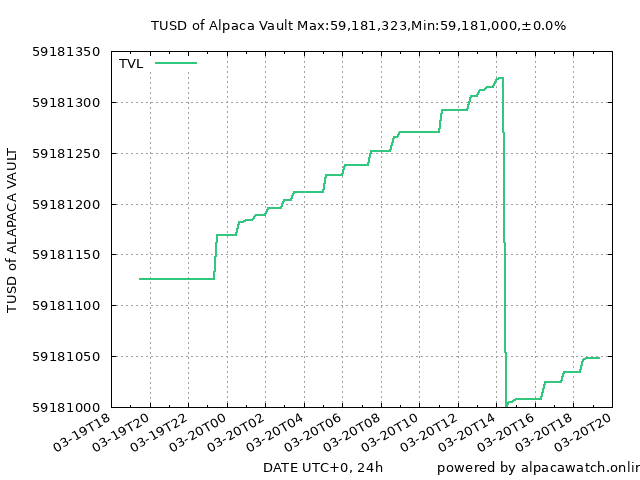 TUSD of Alpaca Vault Max:59,181,323,Min:59,181,000,±0.0%
TVL
59181350
59181300
59181250
59181200
59181150
59181100
59181050
59181000
TUSD of ALAPACA VAULT
03-19T18
03-19T20
03-19T22
03-20T00
03-20T02
03-20T04
03-20T06
03-20T08
03-20T10
03-20T12
03-20T14
03-20T16
03-20T18
03-20T20
DATE UTC+0, 24h
powered by alpacawatch.onlin